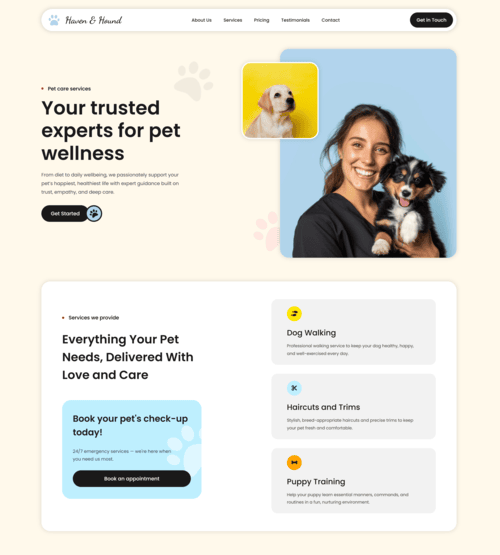 Haven & Hound
About Us
Services
Pricing
Testimonials
Contact
Get In Touch
Pet care services
Your trusted
experts for pet
wellness
From diet to daily wellbeing, we passionately support your
pet's happiest, healthiest life with expert guidance built on
trust, empathy, and deep care.
Get Started
Services we provide
Everything Your Pet
Needs, Delivered With
Love and Care
Book your pet's check-up
today!
24/7 emergency services — we're here when
you need us most.
Book an appointment
Dog Walking
Professional walking service to keep your dog healthy, happy,
and well-exercised every day.
Haircuts and Trims
Stylish, breed-appropriate haircuts and precise trims to keep
your pet fresh and comfortable.
Puppy Training
Help your puppy learn essential manners, commands, and
routines in a fun, nurturing environment.